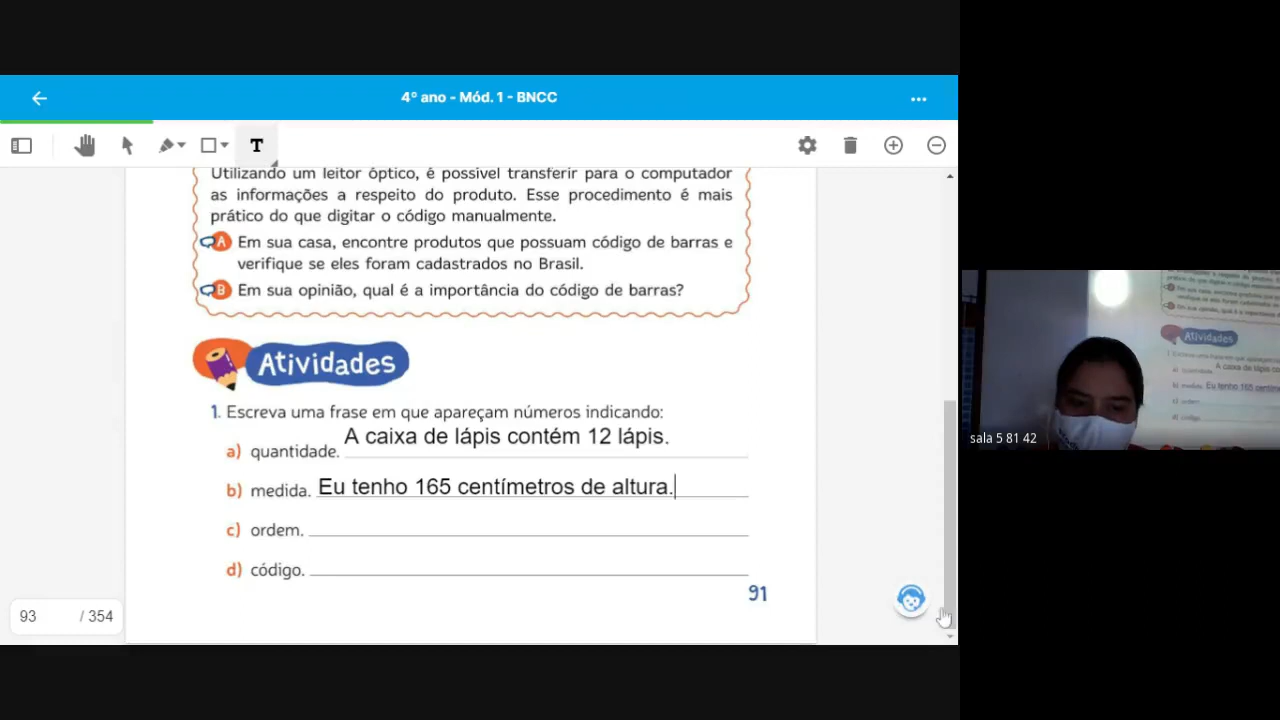 4º ano - Mód. 1 - BNCC
T
Utilizando um leitor óptico, é possível transferir para o computador
as informações a respeito do produto. Esse procedimento é mais
prático do que digitar o código manualmente.
A Em sua casa, encontre produtos que possuam código de barras e
verifique se eles foram cadastrados no Brasil.
B Em sua opinião, qual é a importância do código de barras?
Atividades
1. Escreva uma frase em que apareçam números indicando:
a) quantidade. A caixa de lápis contém 12 lápis.
b) medida. Eu tenho 165 centímetros de altura.
c) ordem.
d) código.
91
93 / 354
sala 5 81 42
Atividades